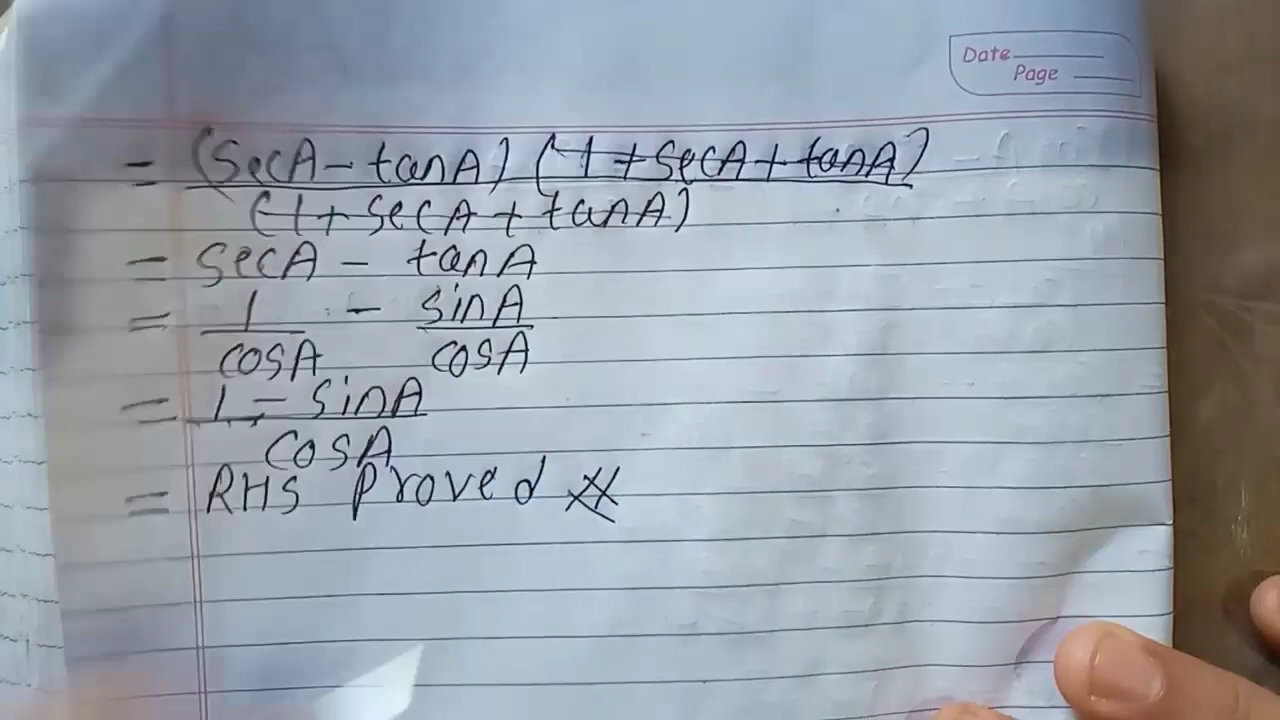 Date
Page
= (SecA - tanA) (1 + SecA + tanA)
(1 + secA + tanA)
= secA - tanA
= 1 - sinA
cosA cosA
= 1 - sinA
cosA
= RHS Proved